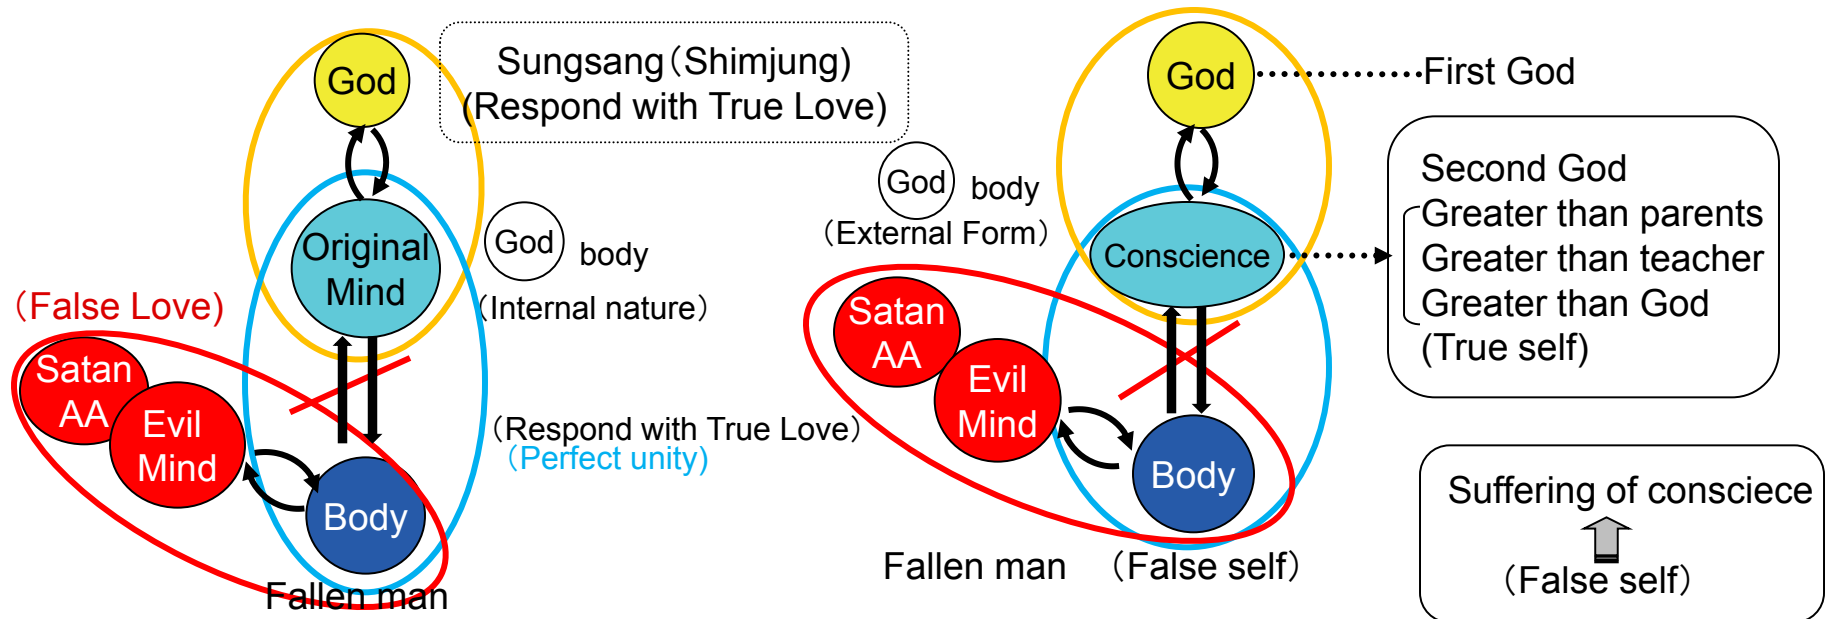 God
Sungsang（Shimjung)
(Respond with True Love)
Original
Mind
God body
（Internal nature）
（False Love)
Satan
AA
Evil
Mind
（Respond with True Love）
（Perfect unity)
Body
Fallen man
God
First God
God body
（External Form）
Conscience
Second God
Greater than parents
Greater than teacher
Greater than God
(True self)
Satan
AA
Evil
Mind
Body
Fallen man （False self）
Suffering of consciece
（False self）